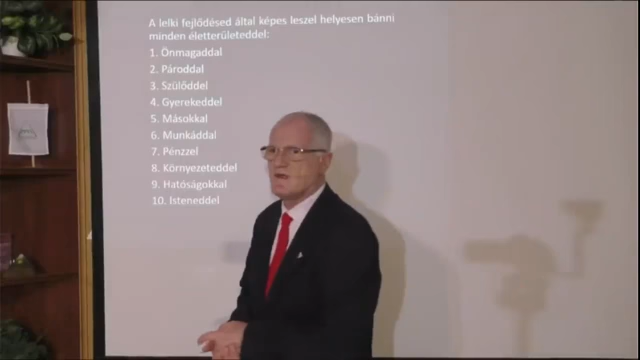 A lelki fejlődésed által képes leszel helyesen bánni
minden életterületeddel:
1. Önmagaddal
2. Pároddal
3. Szülőddel
4. Gyerekeddel
5. Másokkal
6. Munkáddal
7. Pénzzel
8. Környezeteddel
9. Hatóságokkal
10. Isteneddel